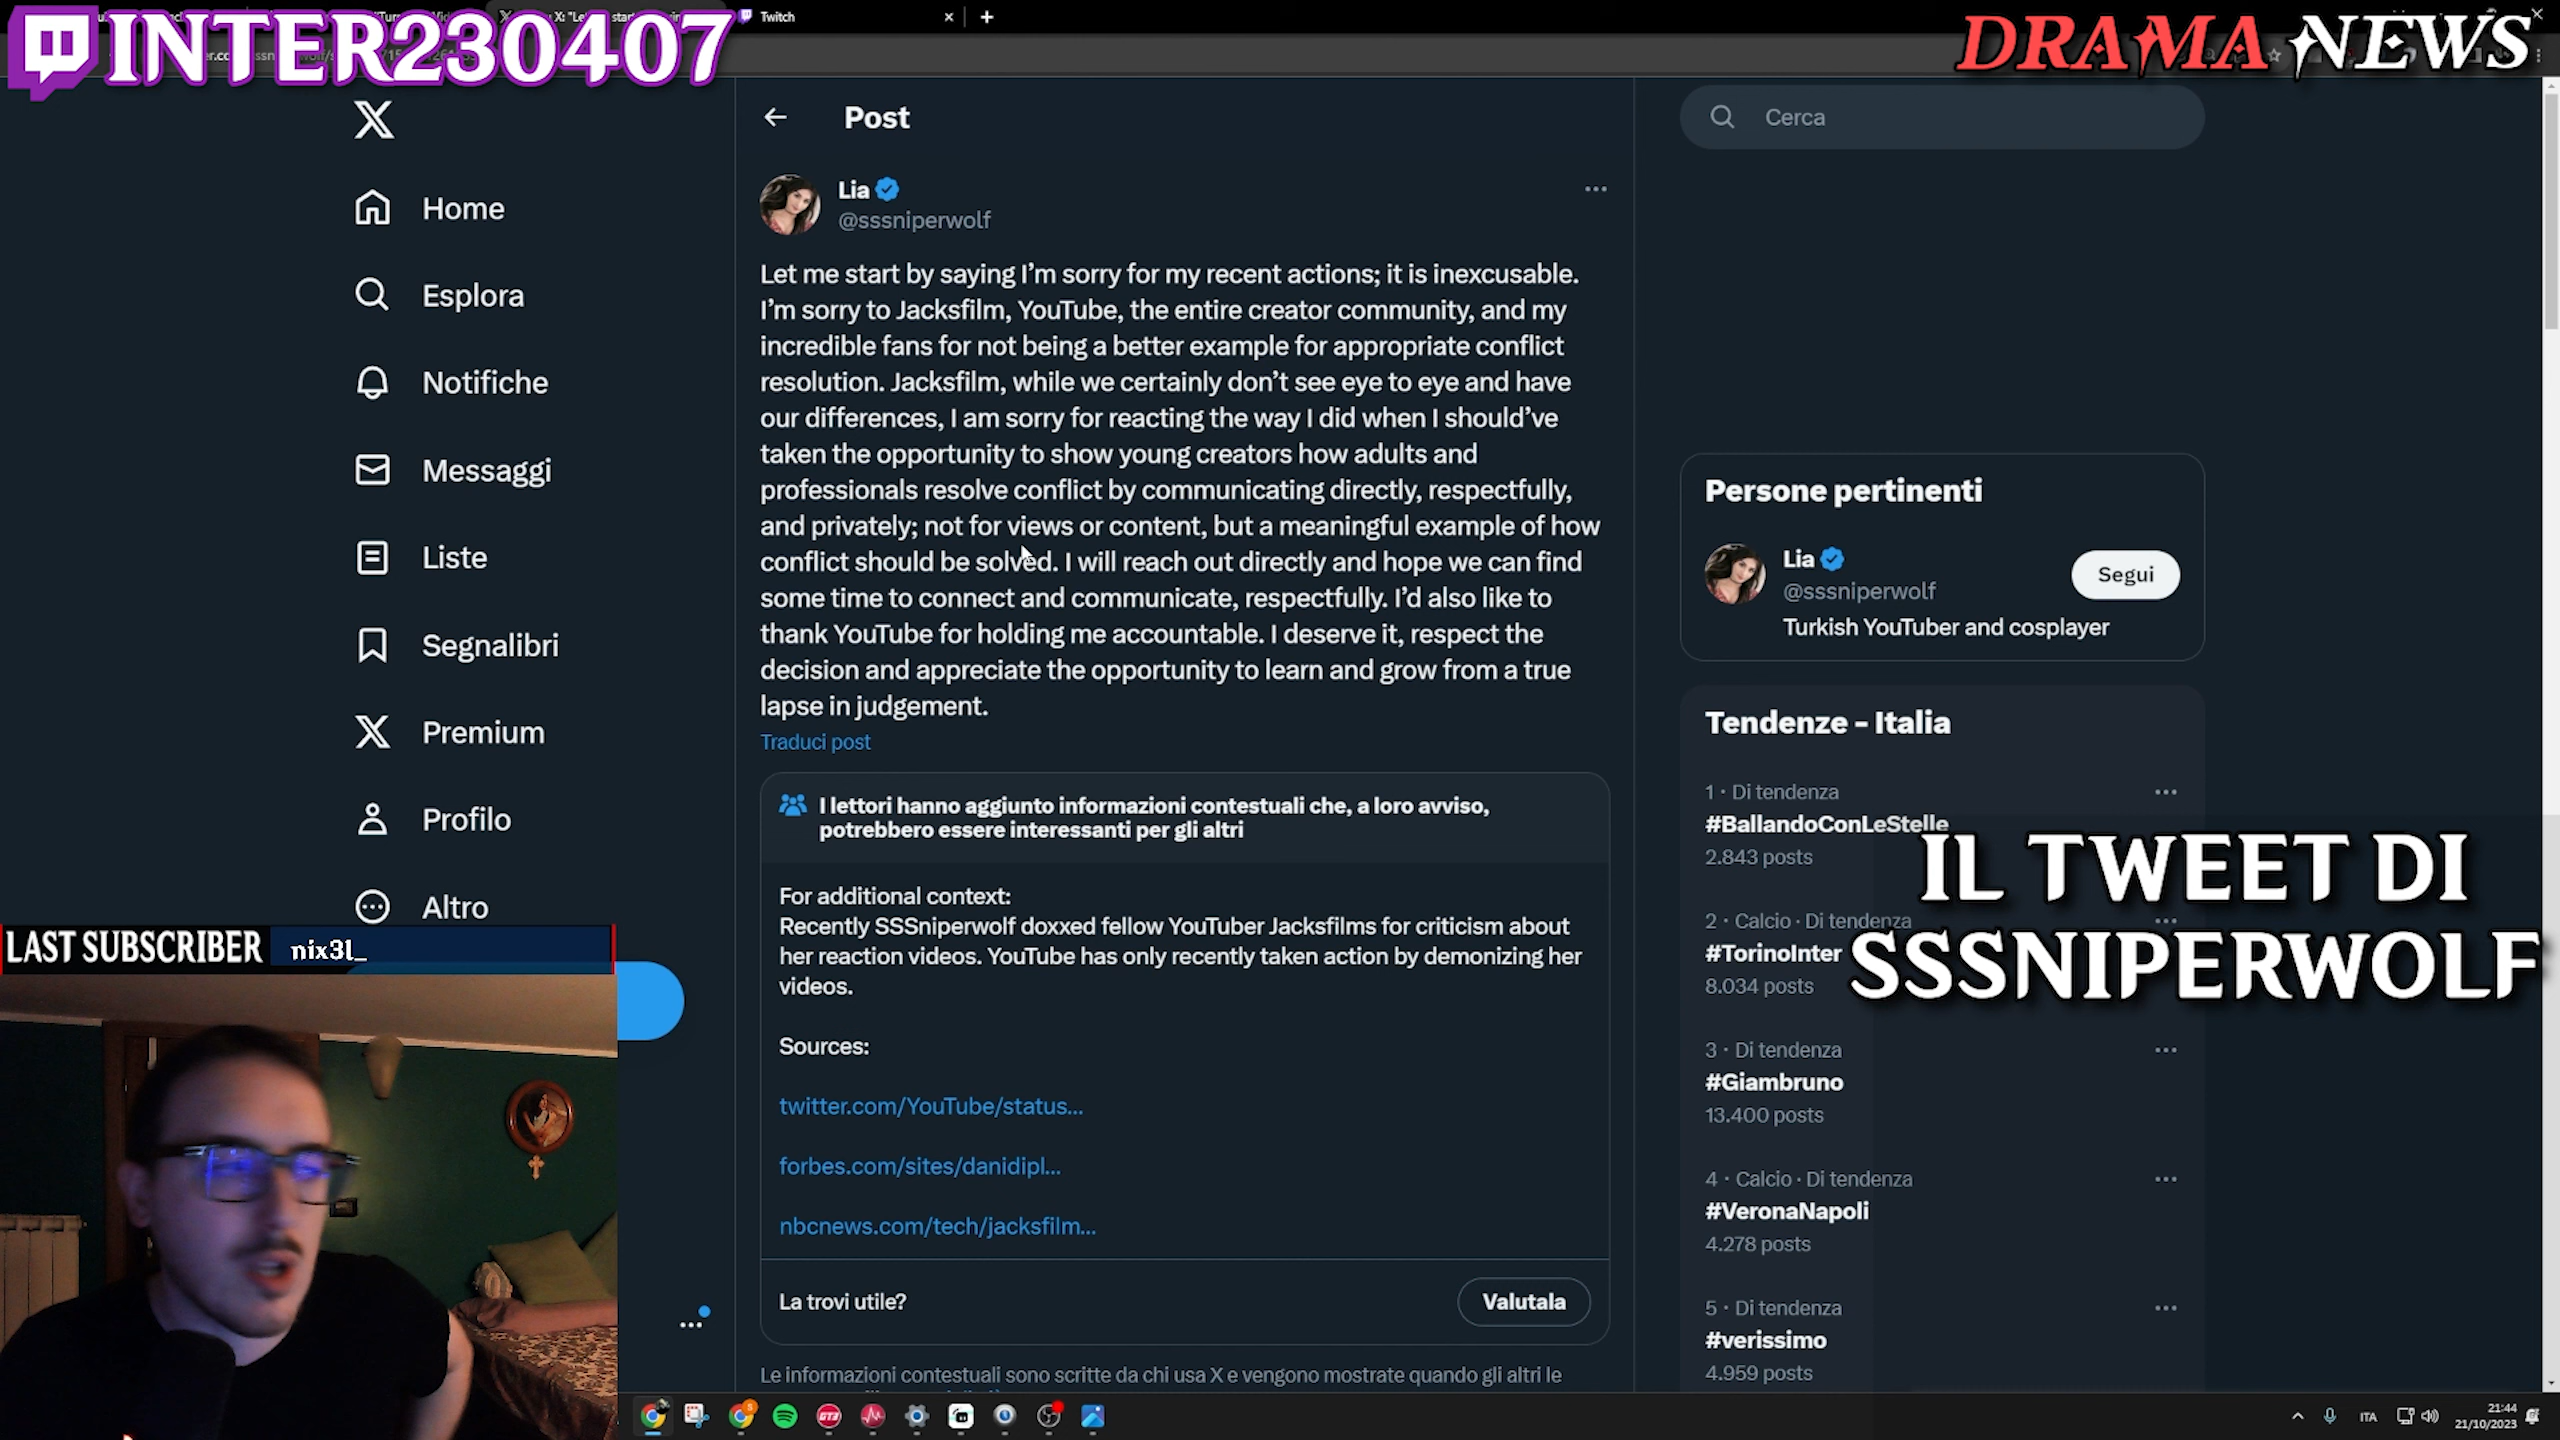 INTER230407
DRAMA NEWS
Twitch
Post
Cerca
Home
Esplora
Notifiche
Messaggi
Liste
Segnalibri
Premium
Profilo
Altro
Lia
@sssniperwolf
Let me start by saying I'm sorry for my recent actions; it is inexcusable.
I'm sorry to Jacksfilm, YouTube, the entire creator community, and my
incredible fans for not being a better example for appropriate conflict
resolution. Jacksfilm, while we certainly don't see eye to eye and have
our differences, I am sorry for reacting the way I did when I should've
taken the opportunity to show young creators how adults and
professionals resolve conflict by communicating directly, respectfully,
and privately; not for views or content, but a meaningful example of how
conflict should be solved. I will reach out directly and hope we can find
some time to connect and communicate, respectfully. I'd also like to
thank YouTube for holding me accountable. I deserve it, respect the
decision and appreciate the opportunity to learn and grow from a true
lapse in judgement.
Traduci post
I lettori hanno aggiunto informazioni contestuali che, a loro avviso,
potrebbero essere interessanti per gli altri
For additional context:
Recently SSSniperwolf doxxed fellow YouTuber Jacksfilms for criticism about
her reaction videos. YouTube has only recently taken action by demonizing her
videos.
Sources:
twitter.com/YouTube/status...
forbes.com/sites/danidipl...
nbcnews.com/tech/jacksfilm...
La trovi utile?
Valutala
Le informazioni contestuali sono scritte da chi usa X e vengono mostrate quando gli altri le
Persone pertinenti
Lia
@sssniperwolf
Segui
Turkish YouTuber and cosplayer
Tendenze - Italia
1 · Di tendenza
#BallandoConLeStelle
2.843 posts
2 · Calcio · Di tendenza
#TorinoInter
8.034 posts
3 · Di tendenza
#Giambruno
13.400 posts
4 · Calcio · Di tendenza
#VeronaNapoli
4.278 posts
5 · Di tendenza
#verissimo
4.959 posts
IL TWEET DI
SSSNIPERWOLF
LAST SUBSCRIBER nix3l_
ITA
21:44
21/10/2023